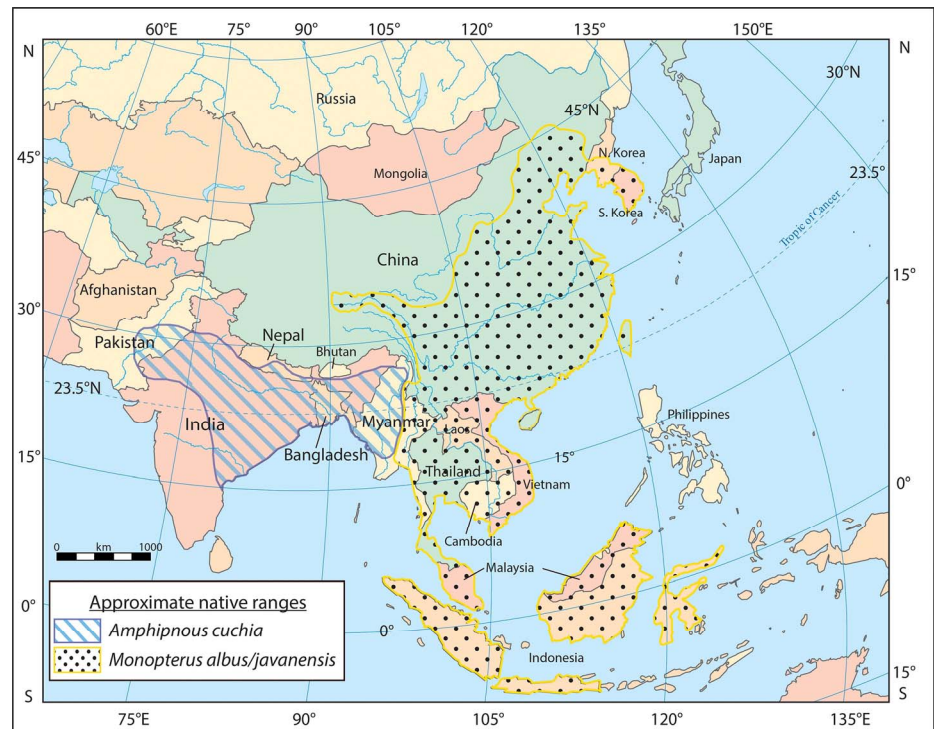 60°E 75° 90° 105° 120° 135° 150°E
N
N
30°N
Russia
45°N
45°
N. Korea
Japan
Mongolia
23.5°
S. Korea
Tropic of Cancer
China
15°
Afghanistan
30°
Nepal
Pakistan
Bhutan
23.5°N
Philippines
India
Myanmar
Laos
Bangladesh
15°
Thailand
15°
0°
Vietnam
Cambodia
0 km 1000
Malaysia
0°
0°
Indonesia
15°
S
S
Approximate native ranges
Amphipnous cuchia
Monopterus albus/javanensis
75°E 90° 105° 120° 135°E